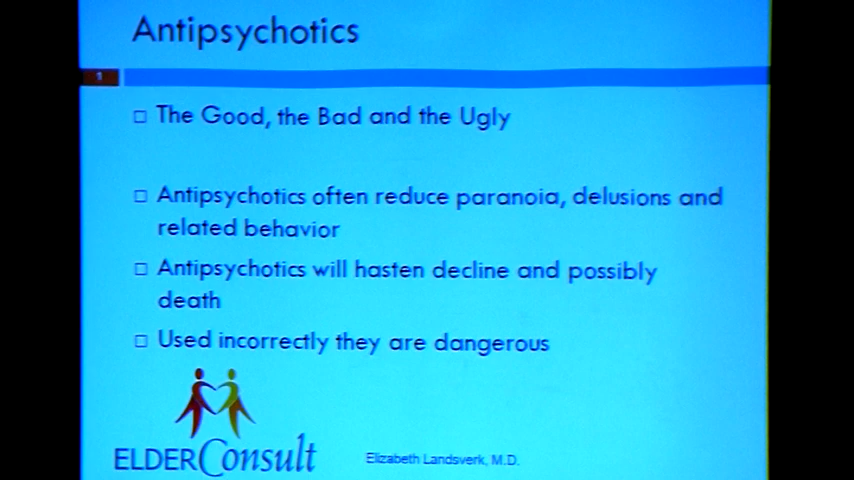 Antipsychotics
1
The Good, the Bad and the Ugly
Antipsychotics often reduce paranoia, delusions and
related behavior
Antipsychotics will hasten decline and possibly
death
Used incorrectly they are dangerous
ELDERConsult
Elizabeth Landsverk, M.D.